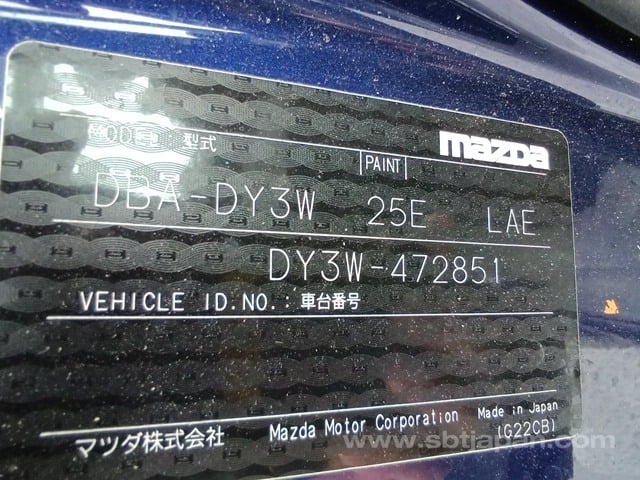 MODEL 型式
mazda
PAINT
DBA-DY3W 25E LAE
DY3W-472851
VEHICLE ID.NO.: 車台番号
マツダ株式会社 Mazda Motor Corporation Made in Japan
(G22CB)
www.sbtjapan.com